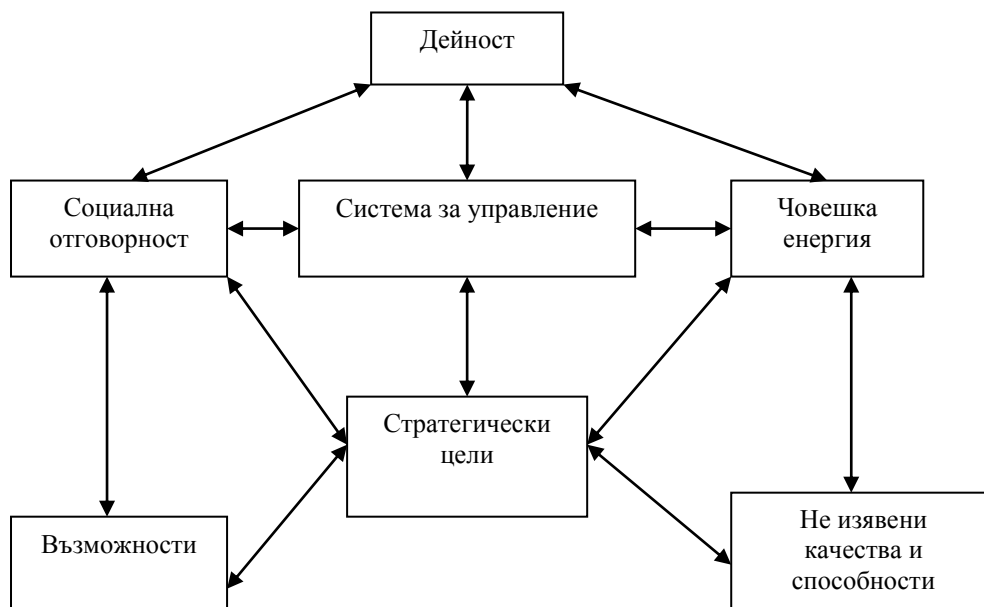 Дейност
Социална
отговорност
Система за управление
Човешка
енергия
Стратегически
цели
Възможности
Не изявени
качества и
способности